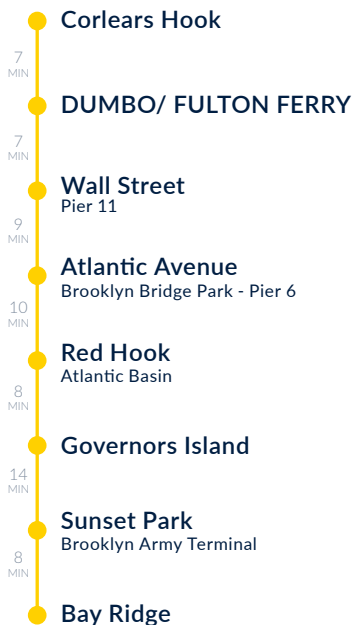 Corlears Hook
7
MIN
DUMBO/ FULTON FERRY
7
MIN
Wall Street
Pier 11
9
MIN
Atlantic Avenue
Brooklyn Bridge Park - Pier 6
10
MIN
Red Hook
Atlantic Basin
8
MIN
Governors Island
14
MIN
Sunset Park
Brooklyn Army Terminal
8
MIN
Bay Ridge